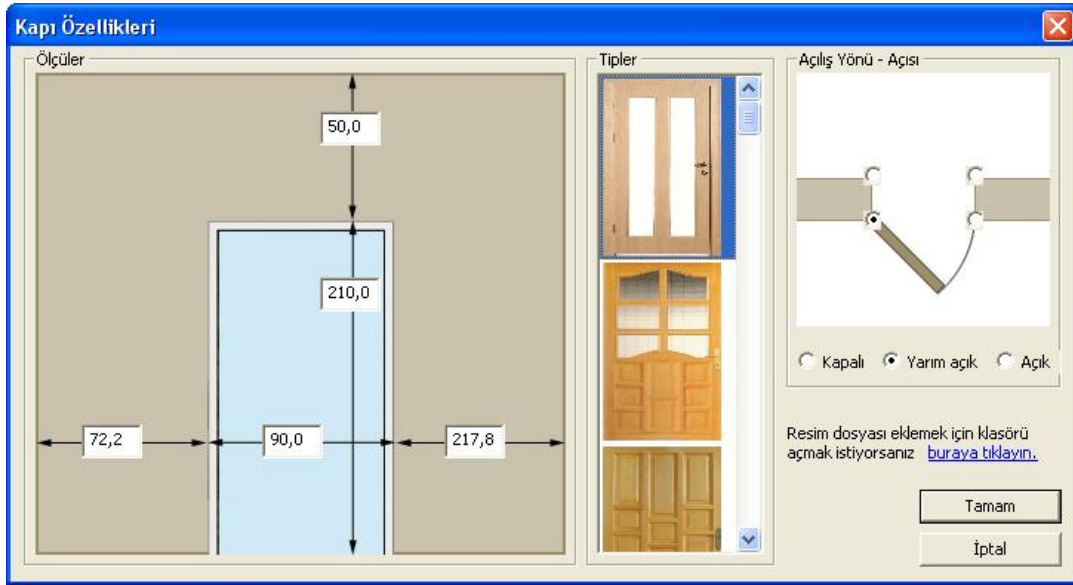 Kapı Özellikleri
Ölçüler
50,0
210,0
72,2
90,0
217,8
Tipler
Açılış Yönü - Açısı
Kapalı
Yarım açık
Açık
Resim dosyası eklemek için klasörü
açmak istiyorsanız buraya tıklayın.
Tamam
İptal